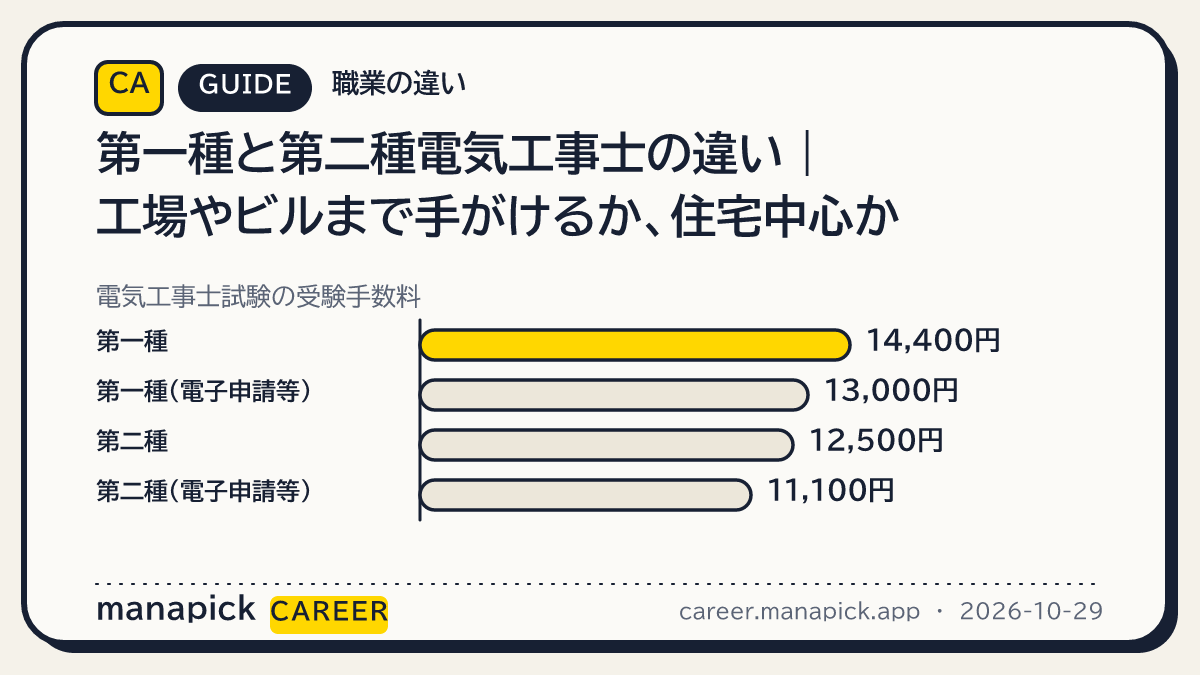 CA GUIDE 職業の違い
第一種と第二種電気工事士の違い｜
工場やビルまで手がけるか、住宅中心か
電気工事士試験の受験手数料
第一種 14,400円
第一種(電子申請等) 13,000円
第二種 12,500円
第二種(電子申請等) 11,100円
manapick CAREER career.manapick.app ・ 2026-10-29